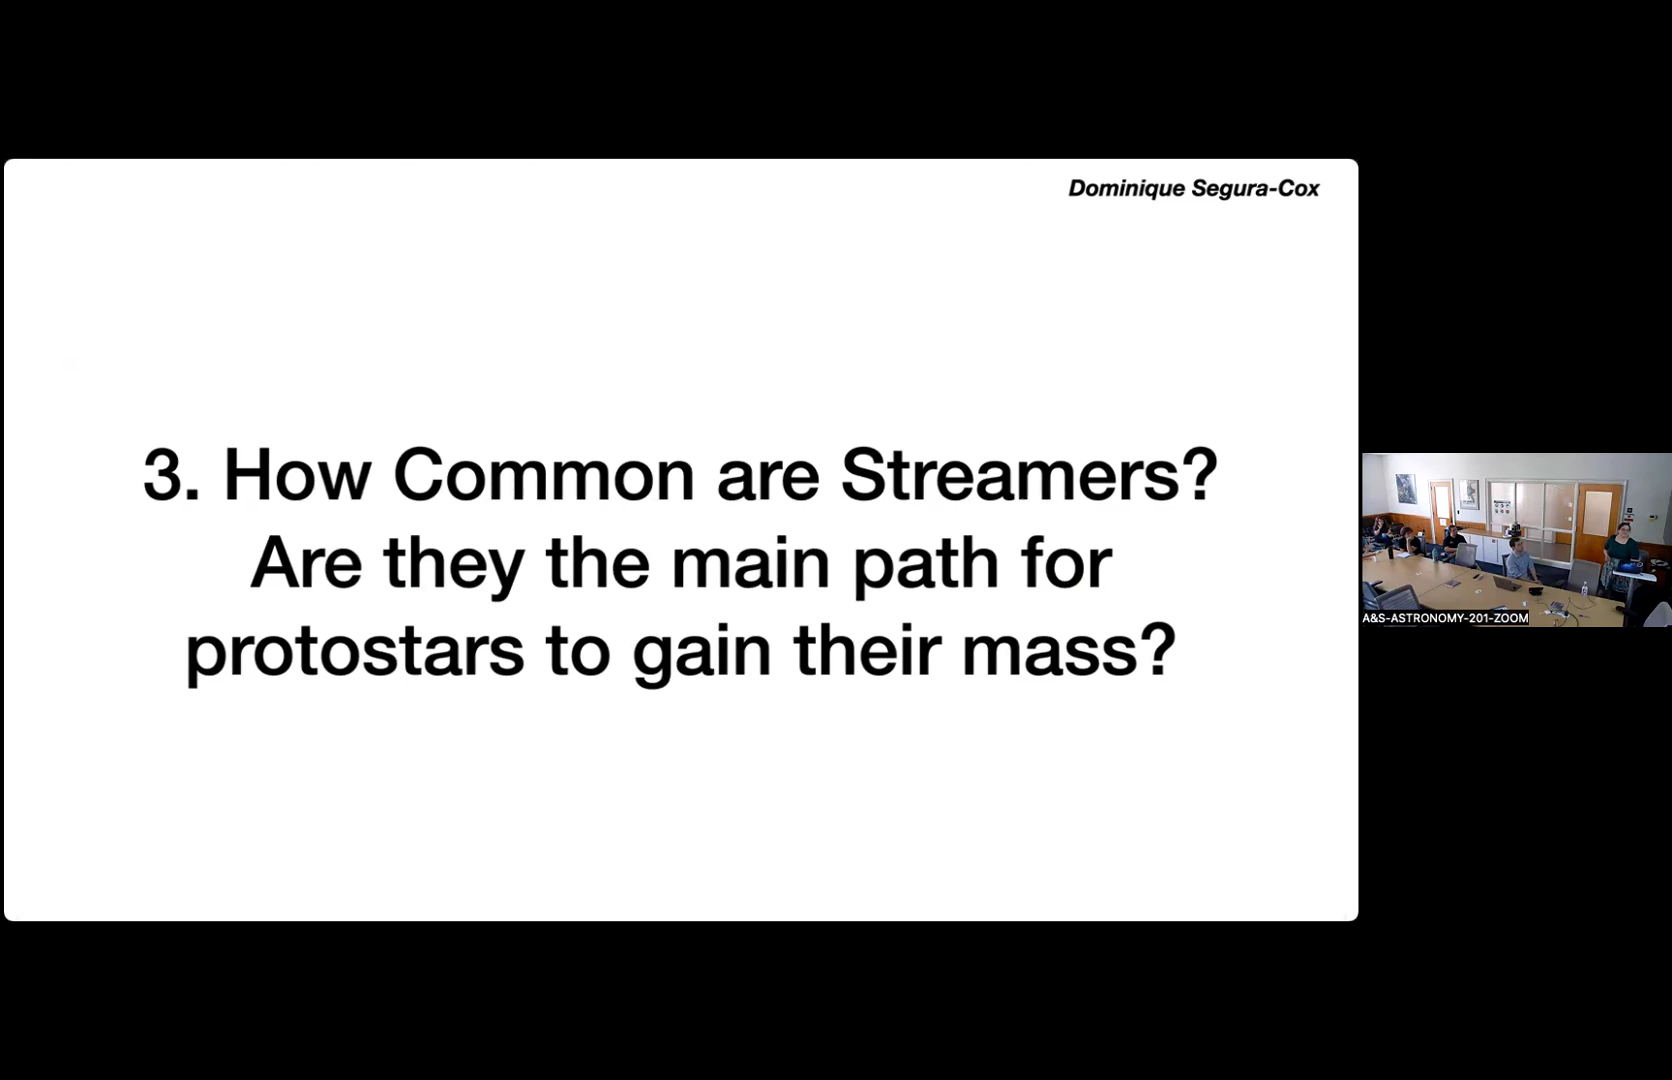 Dominique Segura-Cox
3. How Common are Streamers?
Are they the main path for
protostars to gain their mass?
A&S-ASTRONOMY-201-ZOOM